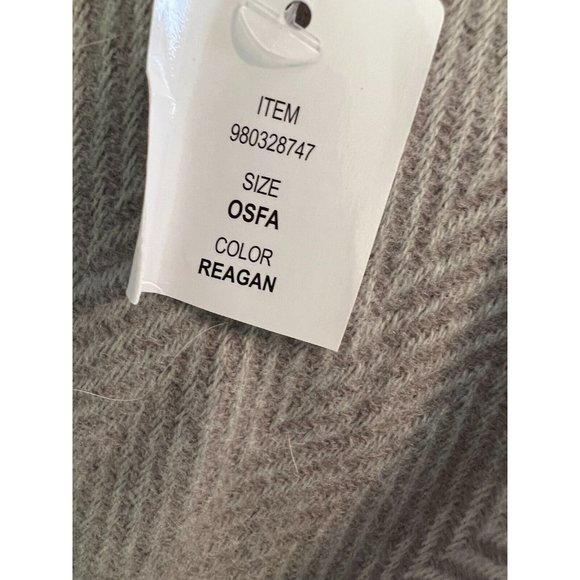 ITEM
980328747
SIZE
OSFA
COLOR
REAGAN